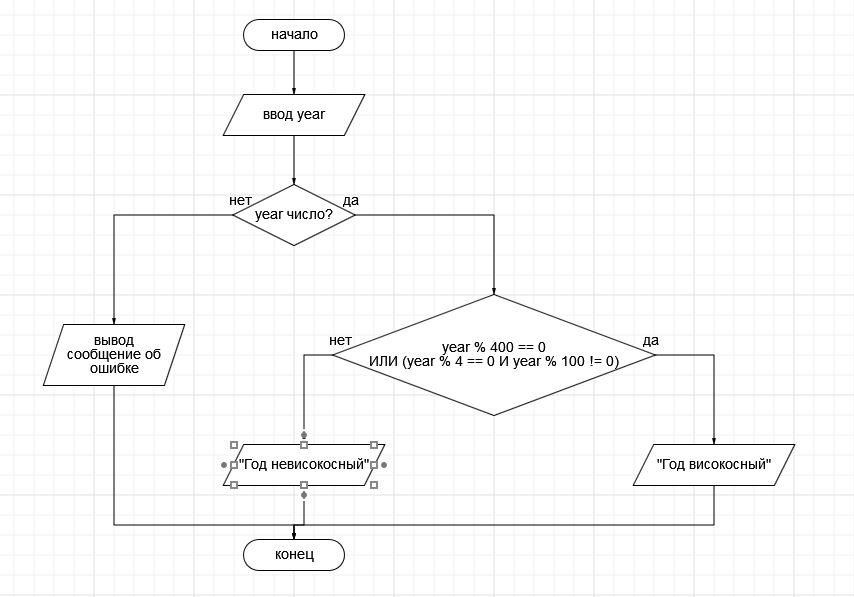 начало
ввод year
нет
да
year число?
нет
да
year % 400 == 0
ИЛИ (year % 4 == 0 И year % 100 != 0)
вывод
сообщение об
ошибке
"Год невисокосный"
"Год високосный"
конец